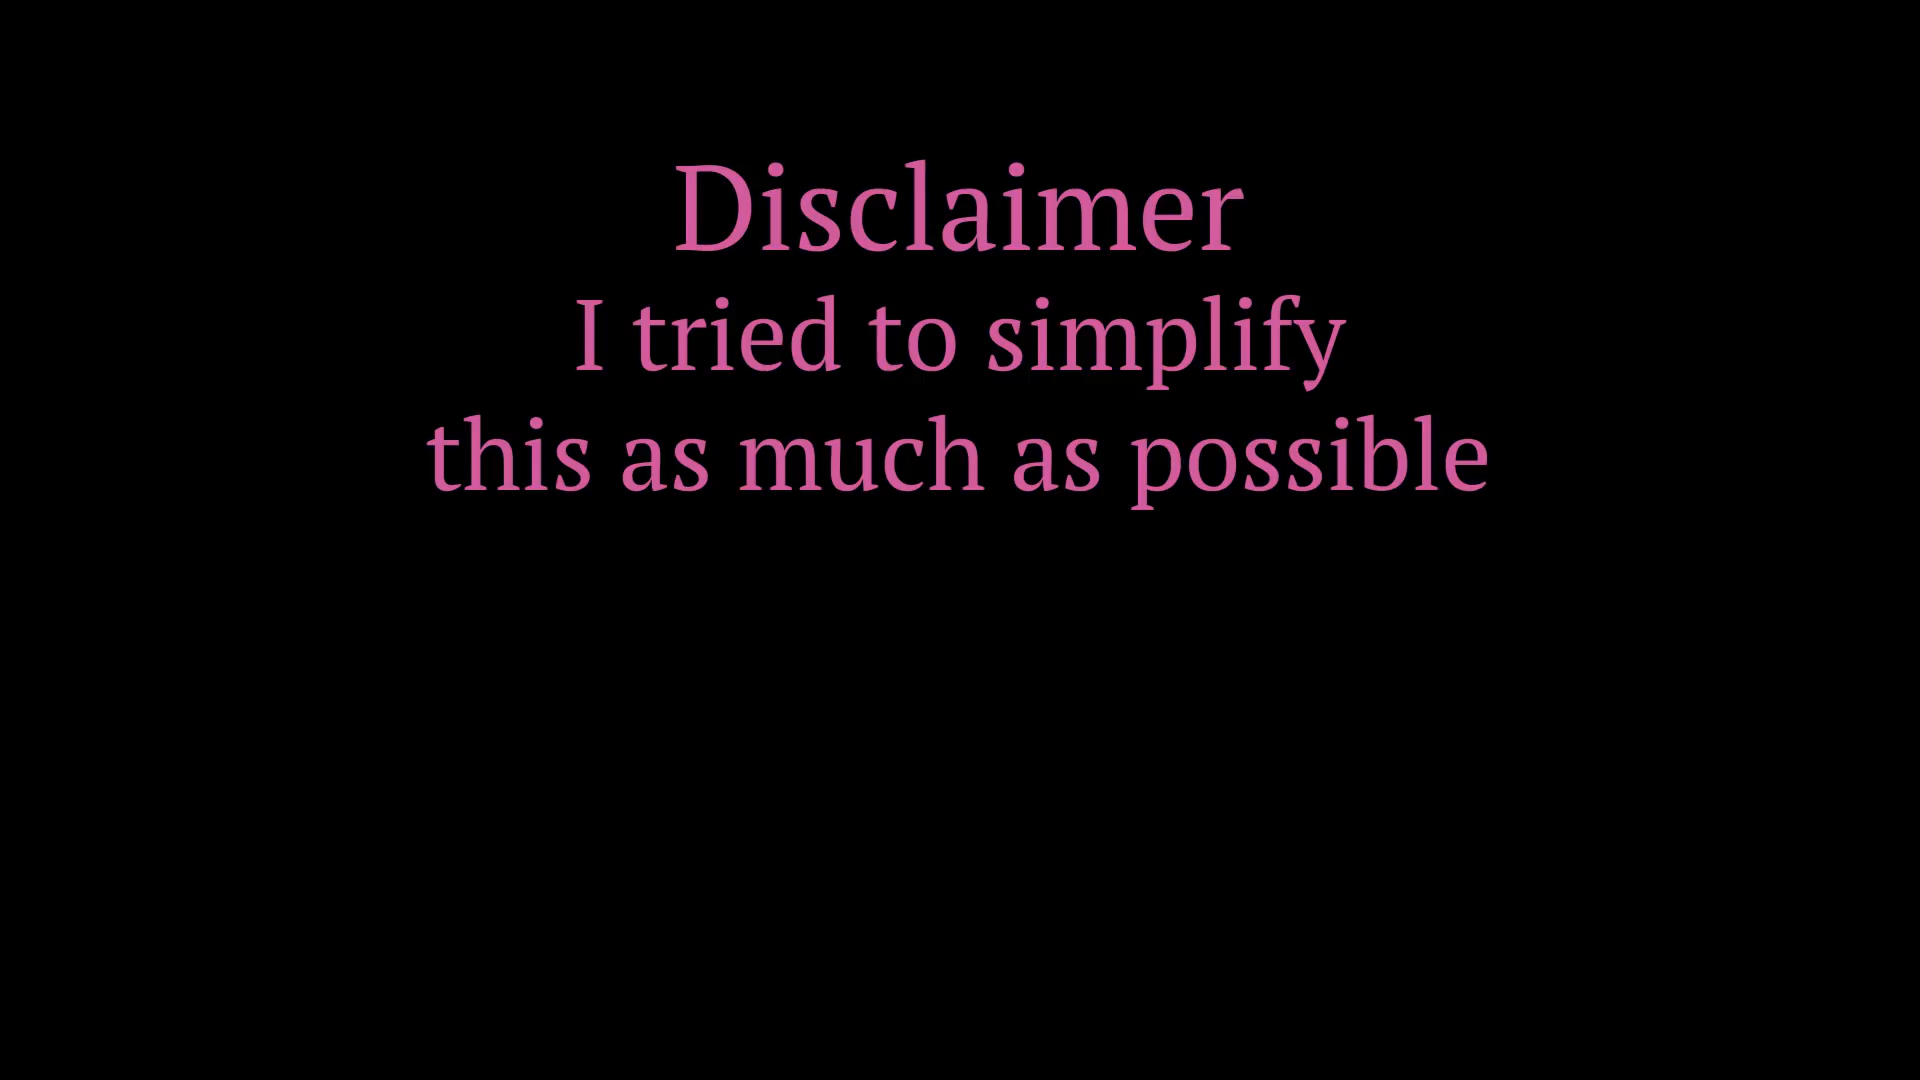 Disclaimer
I tried to simplify
this as much as possible